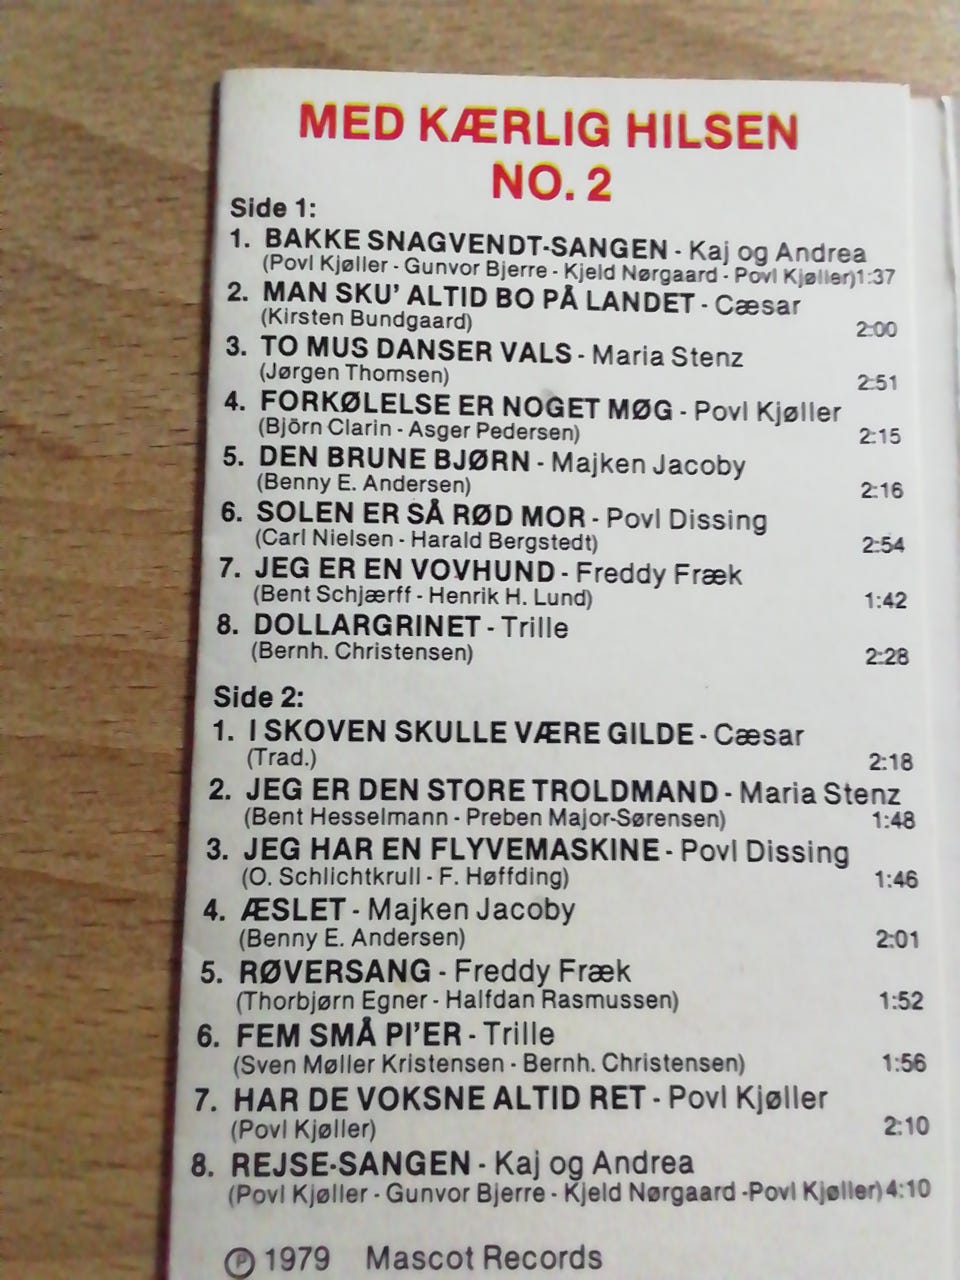 MED KÆRLIG HILSEN
NO. 2
Side 1:
1. BAKKE SNAGVENDT-SANGEN - Kaj og Andrea
(Povl Kjøller - Gunvor Bjerre - Kjeld Nørgaard - Povl Kjøller) 1:37
2. MAN SKU' ALTID BO PÅ LANDET - Cæsar
(Kirsten Bundgaard) 2:00
3. TO MUS DANSER VALS - Maria Stenz
(Jørgen Thomsen) 2:51
4. FORKØLELSE ER NOGET MØG - Povl Kjøller
(Björn Clarin - Asger Pedersen) 2:15
5. DEN BRUNE BJØRN - Majken Jacoby
(Benny E. Andersen) 2:16
6. SOLEN ER SÅ RØD MOR - Povl Dissing
(Carl Nielsen - Harald Bergstedt) 2:54
7. JEG ER EN VOVHUND - Freddy Fræk
(Bent Schjærff - Henrik H. Lund) 1:42
8. DOLLARGRINET - Trille
(Bernh. Christensen) 2:28
Side 2:
1. I SKOVEN SKULLE VÆRE GILDE - Cæsar
(Trad.) 2:18
2. JEG ER DEN STORE TROLDMAND - Maria Stenz
(Bent Hesselmann - Preben Major-Sørensen) 1:48
3. JEG HAR EN FLYVEMASKINE - Povl Dissing
(O. Schlichtkrull - F. Høffding) 1:46
4. ÆSLET - Majken Jacoby
(Benny E. Andersen) 2:01
5. RØVERSANG - Freddy Fræk
(Thorbjørn Egner - Halfdan Rasmussen) 1:52
6. FEM SMÅ PI'ER - Trille
(Sven Møller Kristensen - Bernh. Christensen) 1:56
7. HAR DE VOKSNE ALTID RET - Povl Kjøller
(Povl Kjøller) 2:10
8. REJSE-SANGEN - Kaj og Andrea
(Povl Kjøller - Gunvor Bjerre - Kjeld Nørgaard - Povl Kjøller) 4:10
℗ 1979 Mascot Records